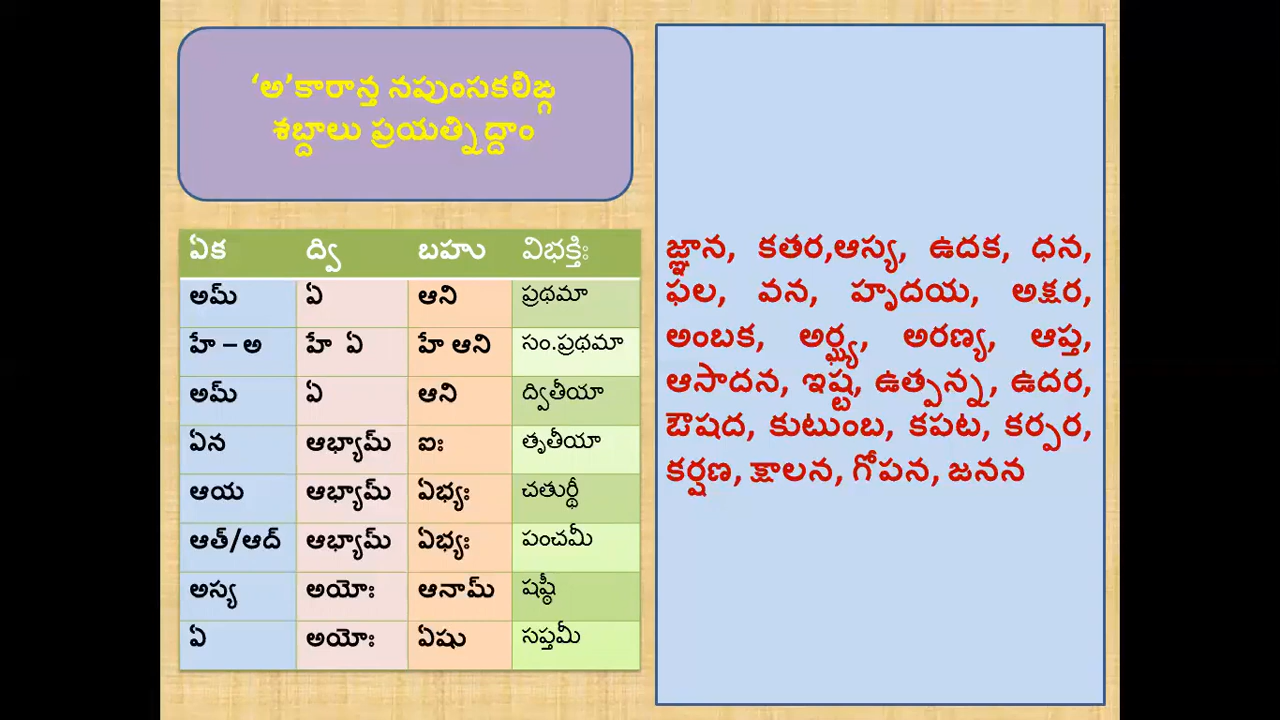 ‘అ’కారాన్త నపుంసకలిఙ్గ
శబ్దాలు ప్రయత్నిద్దాం
ఏక ద్వి బహు విభక్తిః
అమ్ ఏ ఆని ప్రథమా
హే – అ హే ఏ హే ఆని సం.ప్రథమా
అమ్ ఏ ఆని ద్వితీయా
ఏన ఆభ్యామ్ ఐః తృతీయా
ఆయ ఆభ్యామ్ ఏభ్యః చతుర్థీ
ఆత్/ఆద్ ఆభ్యామ్ ఏభ్యః పంచమీ
అస్య అయోః ఆనామ్ షష్ఠీ
ఏ అయోః ఏషు సప్తమీ
జ్ఞాన, కతర,ఆస్య, ఉదక, ధన,
ఫల, వన, హృదయ, అక్షర,
అంబక, అర్ఘ్య, అరణ్య, ఆప్త,
ఆసాదన, ఇష్ట, ఉత్పన్న, ఉదర,
ఔషద, కుటుంబ, కపట, కర్పర,
కర్షణ, క్షాలన, గోపన, జనన